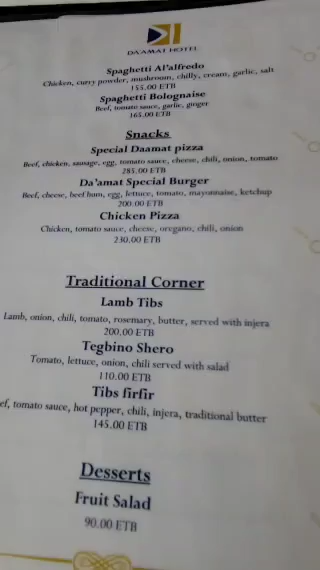 DA'AMAT HOTEL
Spaghetti Al'alfredo
Chicken, curry powder, mushroom, chilly, cream, garlic, salt
155.00 ETB
Spaghetti Bolognaise
Beef, tomato sauce, garlic, ginger
165.00 ETB
Snacks
Special Daamat pizza
Beef, chicken, sausage, egg, tomato sauce, cheese, chili, onion, tomato
285.00 ETB
Da'amat Special Burger
Beef, cheese, beef hum, egg, lettuce, tomato, mayonnaise, ketchup
200.00 ETB
Chicken Pizza
Chicken, tomato sauce, cheese, oregano, chili, onion
230.00 ETB
Traditional Corner
Lamb Tibs
Lamb, onion, chili, tomato, rosemary, butter, served with injera
200.00 ETB
Tegbino Shero
Tomato, lettuce, onion, chili served with salad
110.00 ETB
Tibs firfir
ef, tomato sauce, hot pepper, chili, injera, traditional butter
145.00 ETB
Desserts
Fruit Salad
90.00 ETB